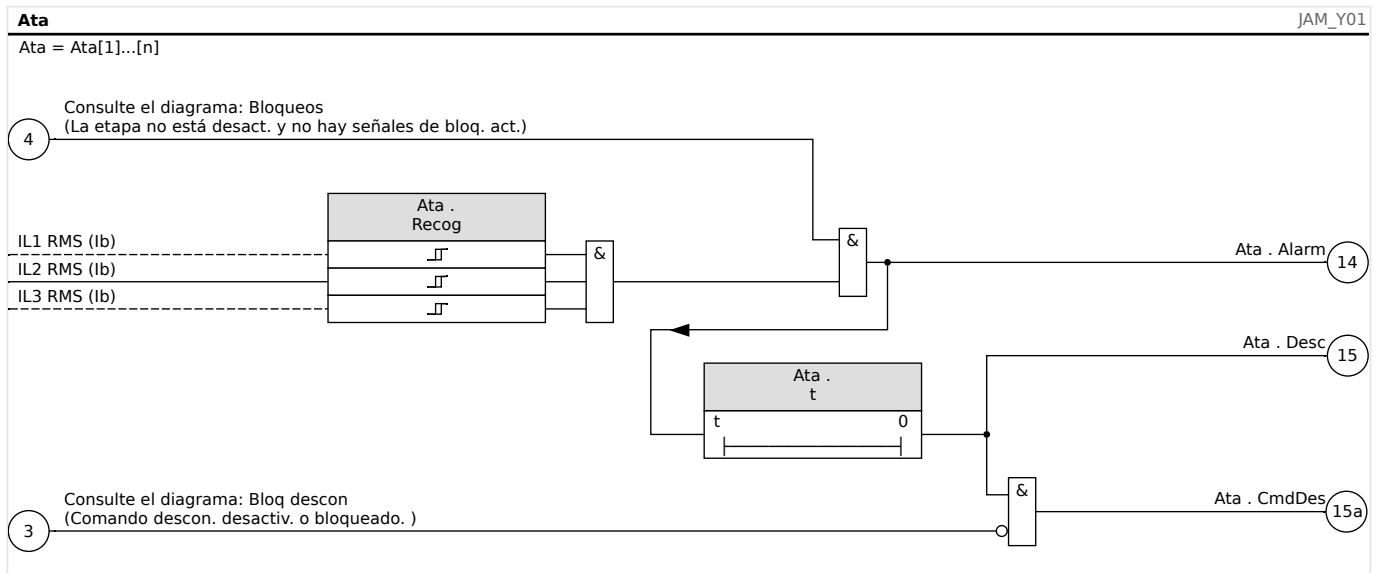 Ata
JAM_Y01
Ata = Ata[1]...[n]
Consulte el diagrama: Bloqueos
(La etapa no está desact. y no hay señales de bloq. act.)
4
Ata .
Recog
IL1 RMS (Ib)
IL2 RMS (Ib)
IL3 RMS (Ib)
&
&
Ata . Alarm
14
Ata . Desc
15
Ata .
t
t 0
Consulte el diagrama: Bloq descon
(Comando descon. desactiv. o bloqueado. )
3
&
Ata . CmdDes
15a